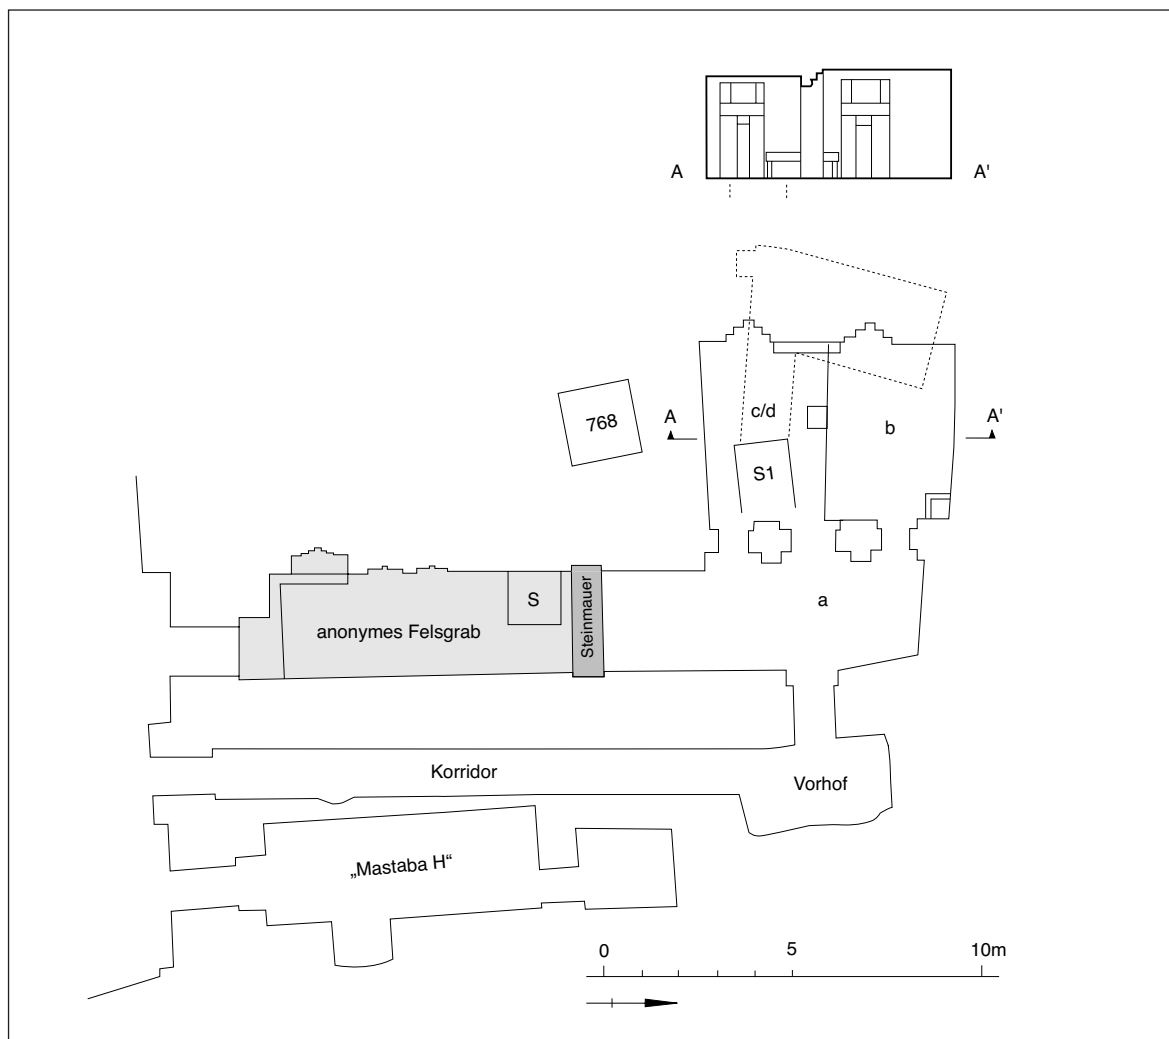 A A'
A A'
768
c/d
b
S1
a
S
Steinmauer
anonymes Felsgrab
Korridor
Vorhof
„Mastaba H“
0 5 10m